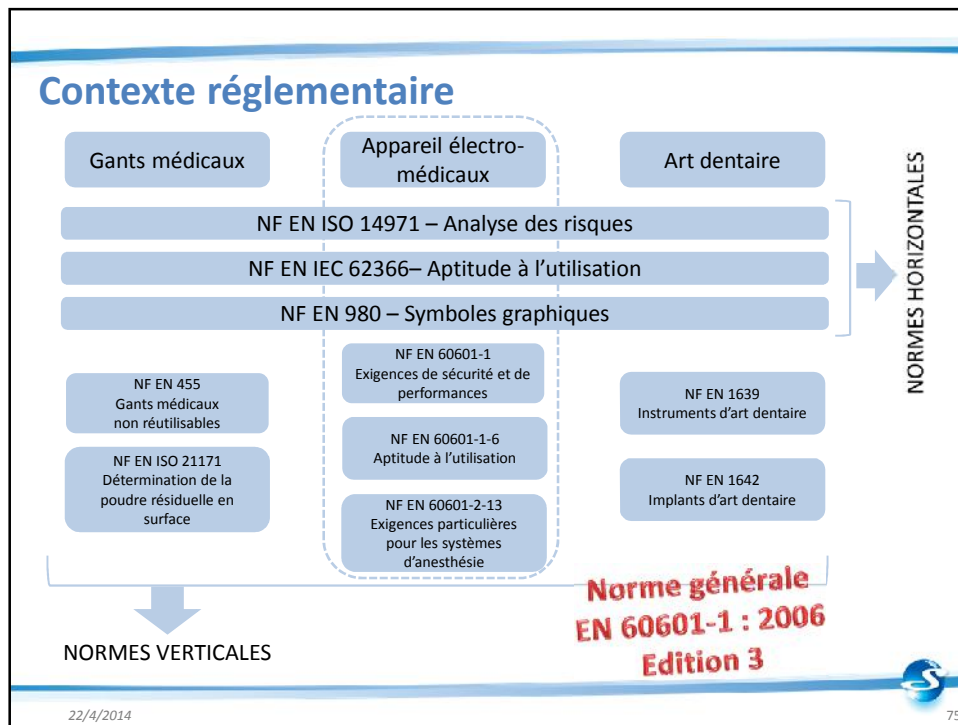 Contexte réglementaire
Gants médicaux
Appareil électro-
médicaux
Art dentaire
NF EN ISO 14971 – Analyse des risques
NF EN IEC 62366– Aptitude à l'utilisation
NF EN 980 – Symboles graphiques
NORMES HORIZONTALES
NF EN 455
Gants médicaux
non réutilisables
NF EN ISO 21171
Détermination de la
poudre résiduelle en
surface
NF EN 60601-1
Exigences de sécurité et de
performances
NF EN 60601-1-6
Aptitude à l'utilisation
NF EN 60601-2-13
Exigences particulières
pour les systèmes
d'anesthésie
NF EN 1639
Instruments d'art dentaire
NF EN 1642
Implants d'art dentaire
NORMES VERTICALES
Norme générale
EN 60601-1 : 2006
Edition 3
S
22/4/2014
75